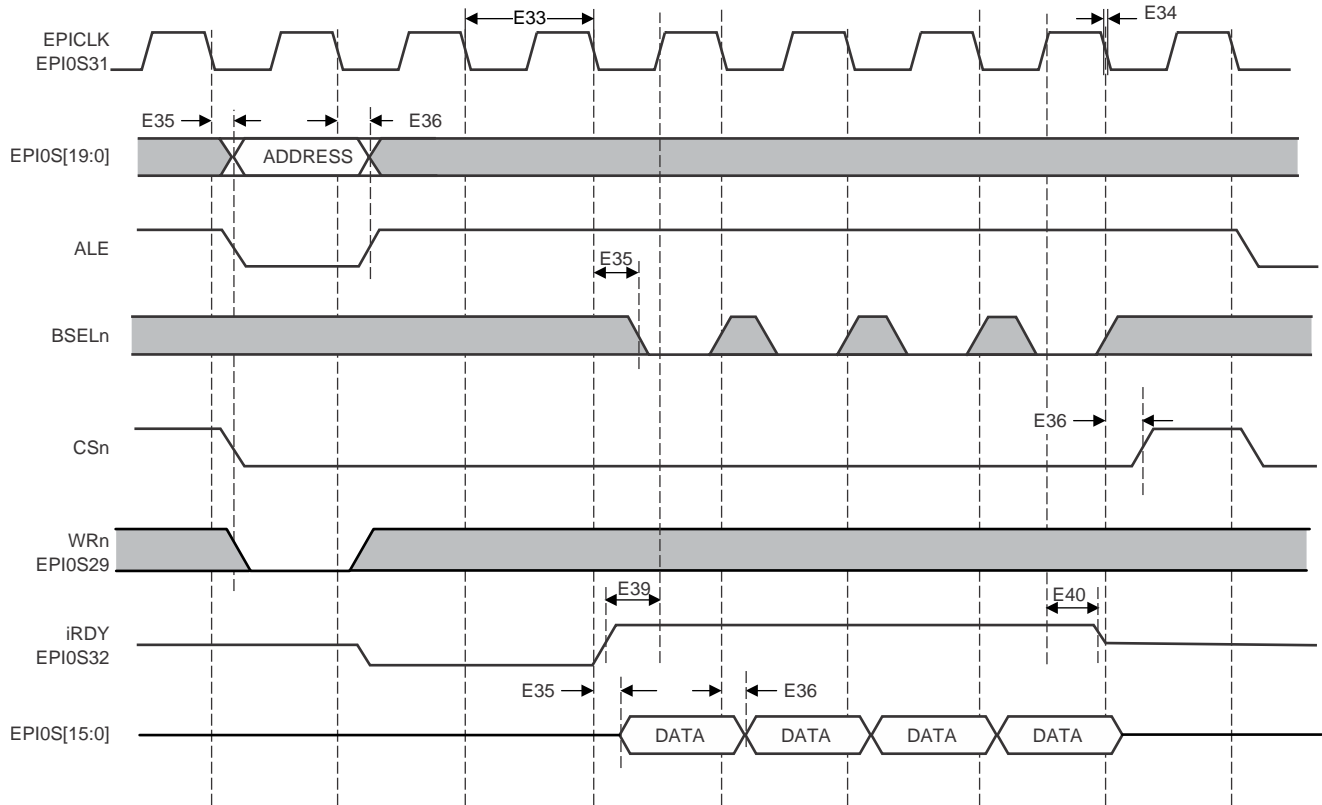 E33
E34
EPICLK
EPI0S31
E35
E36
EPI0S[19:0]
ADDRESS
ALE
E35
BSELn
E36
CSn
WRn
EPI0S29
E39
E40
iRDY
EPI0S32
E35
E36
EPI0S[15:0]
DATA
DATA
DATA
DATA